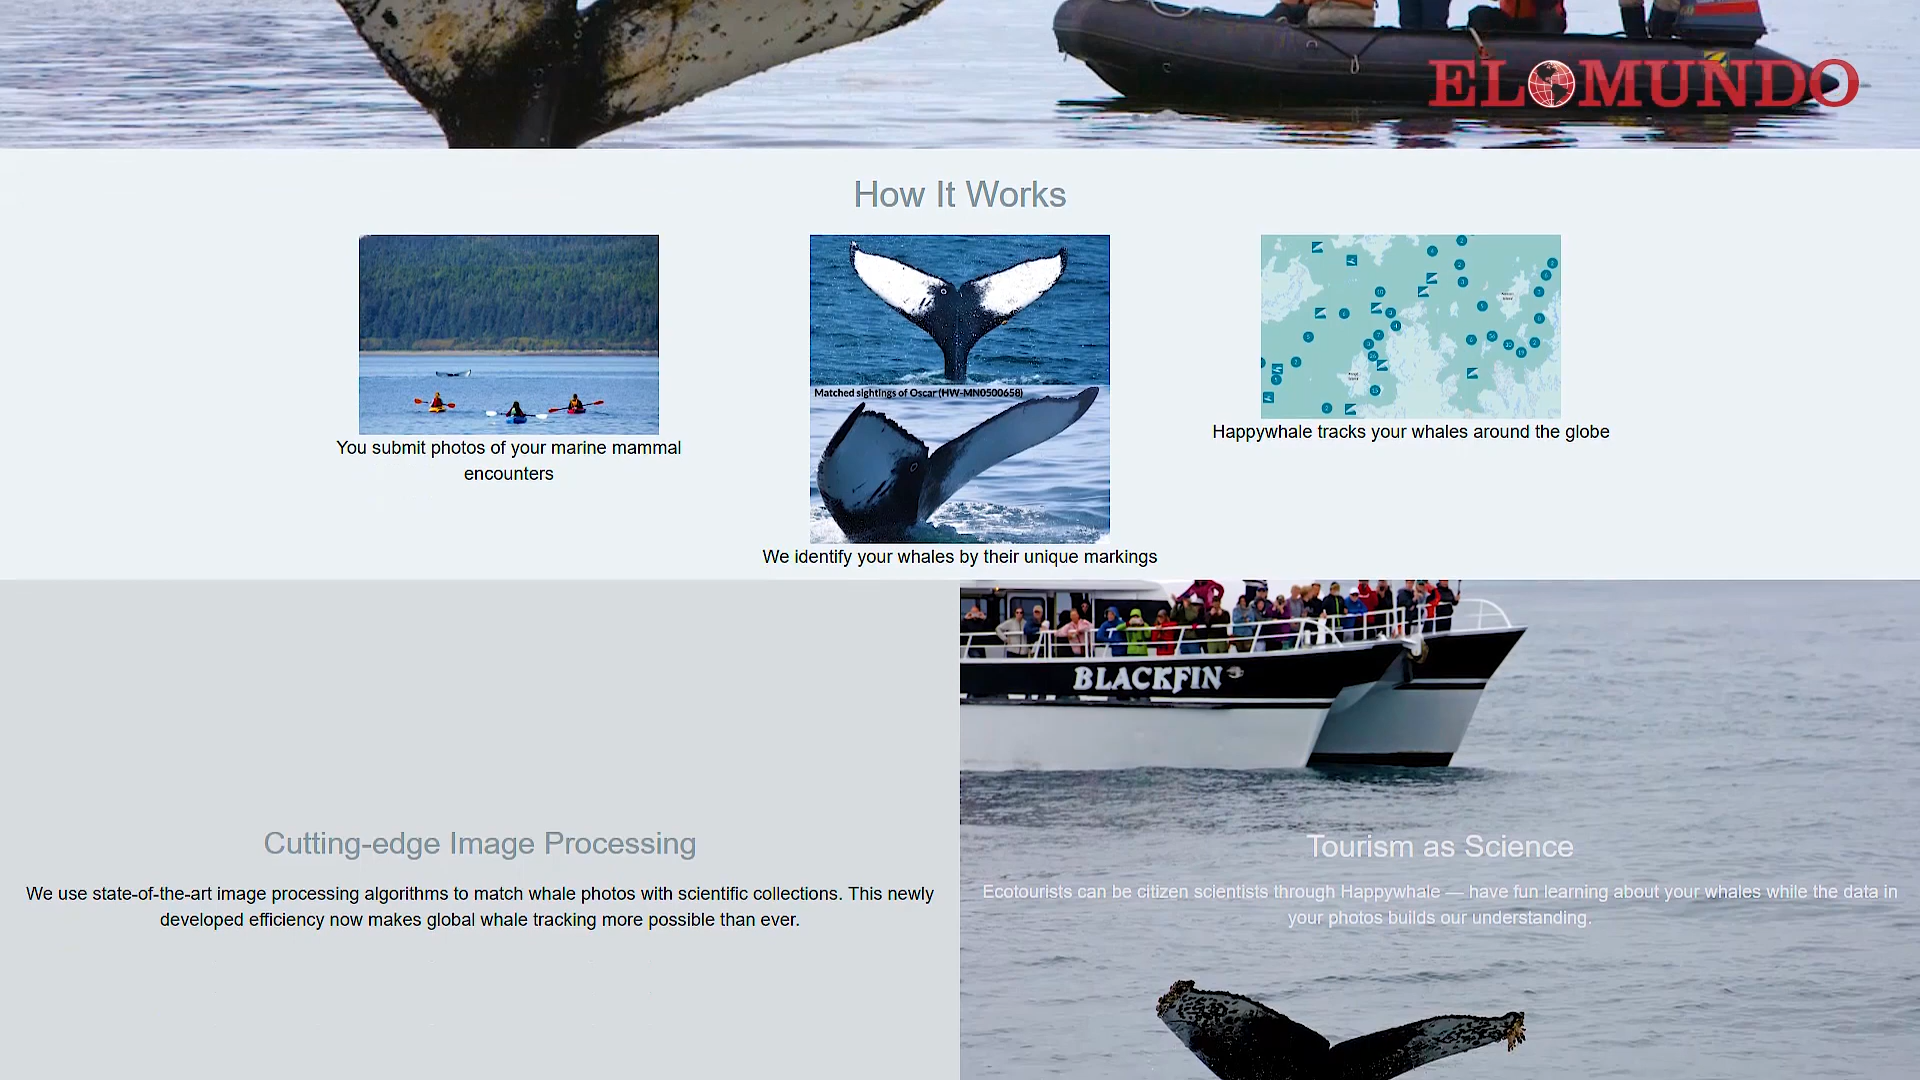 EL MUNDO
How It Works
Matched sightings of Oscar (HW-MN0500658)
You submit photos of your marine mammal
encounters
We identify your whales by their unique markings
Happywhale tracks your whales around the globe
BLACKFIN
Cutting-edge Image Processing
We use state-of-the-art image processing algorithms to match whale photos with scientific collections. This newly
developed efficiency now makes global whale tracking more possible than ever.
Tourism as Science
Ecotourists can be citizen scientists through Happywhale — have fun learning about your whales while the data in
your photos builds our understanding.